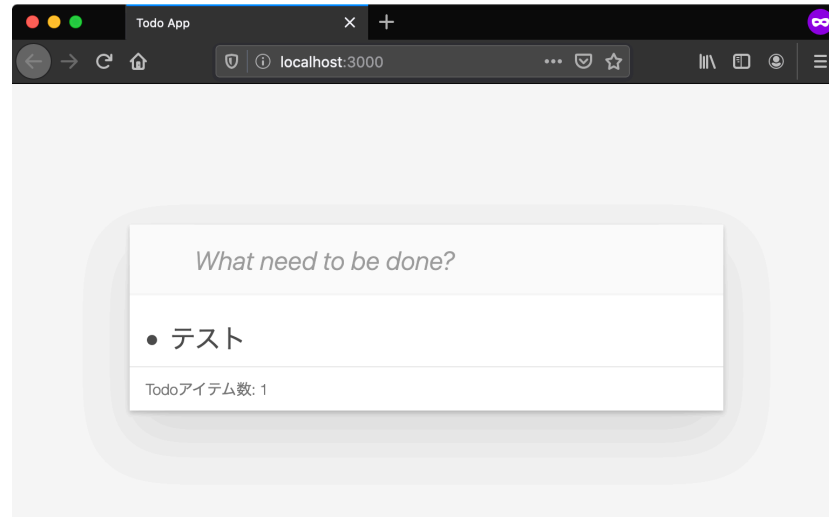 Todo App
localhost:3000
What need to be done?
テスト
Todoアイテム数: 1